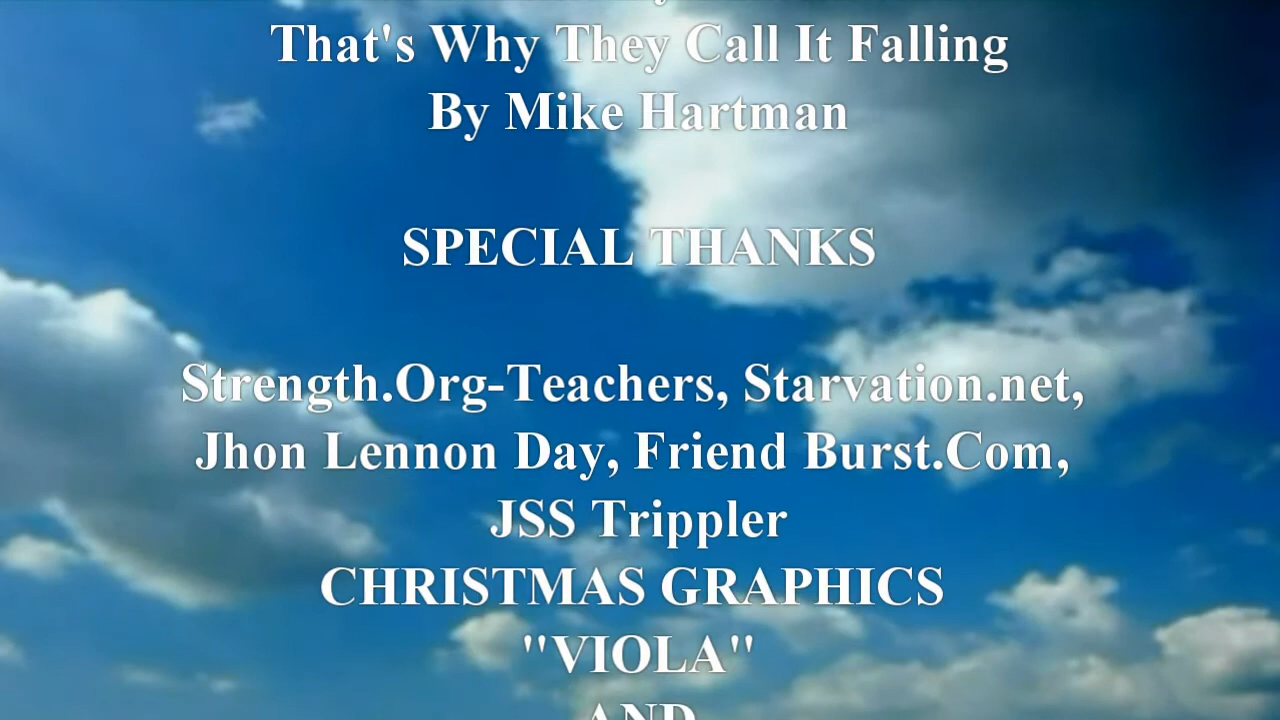 That's Why They Call It Falling
By Mike Hartman
SPECIAL THANKS
Strength.Org-Teachers, Starvation.net,
Jhon Lennon Day, Friend Burst.Com,
JSS Trippler
CHRISTMAS GRAPHICS
"VIOLA"
AND